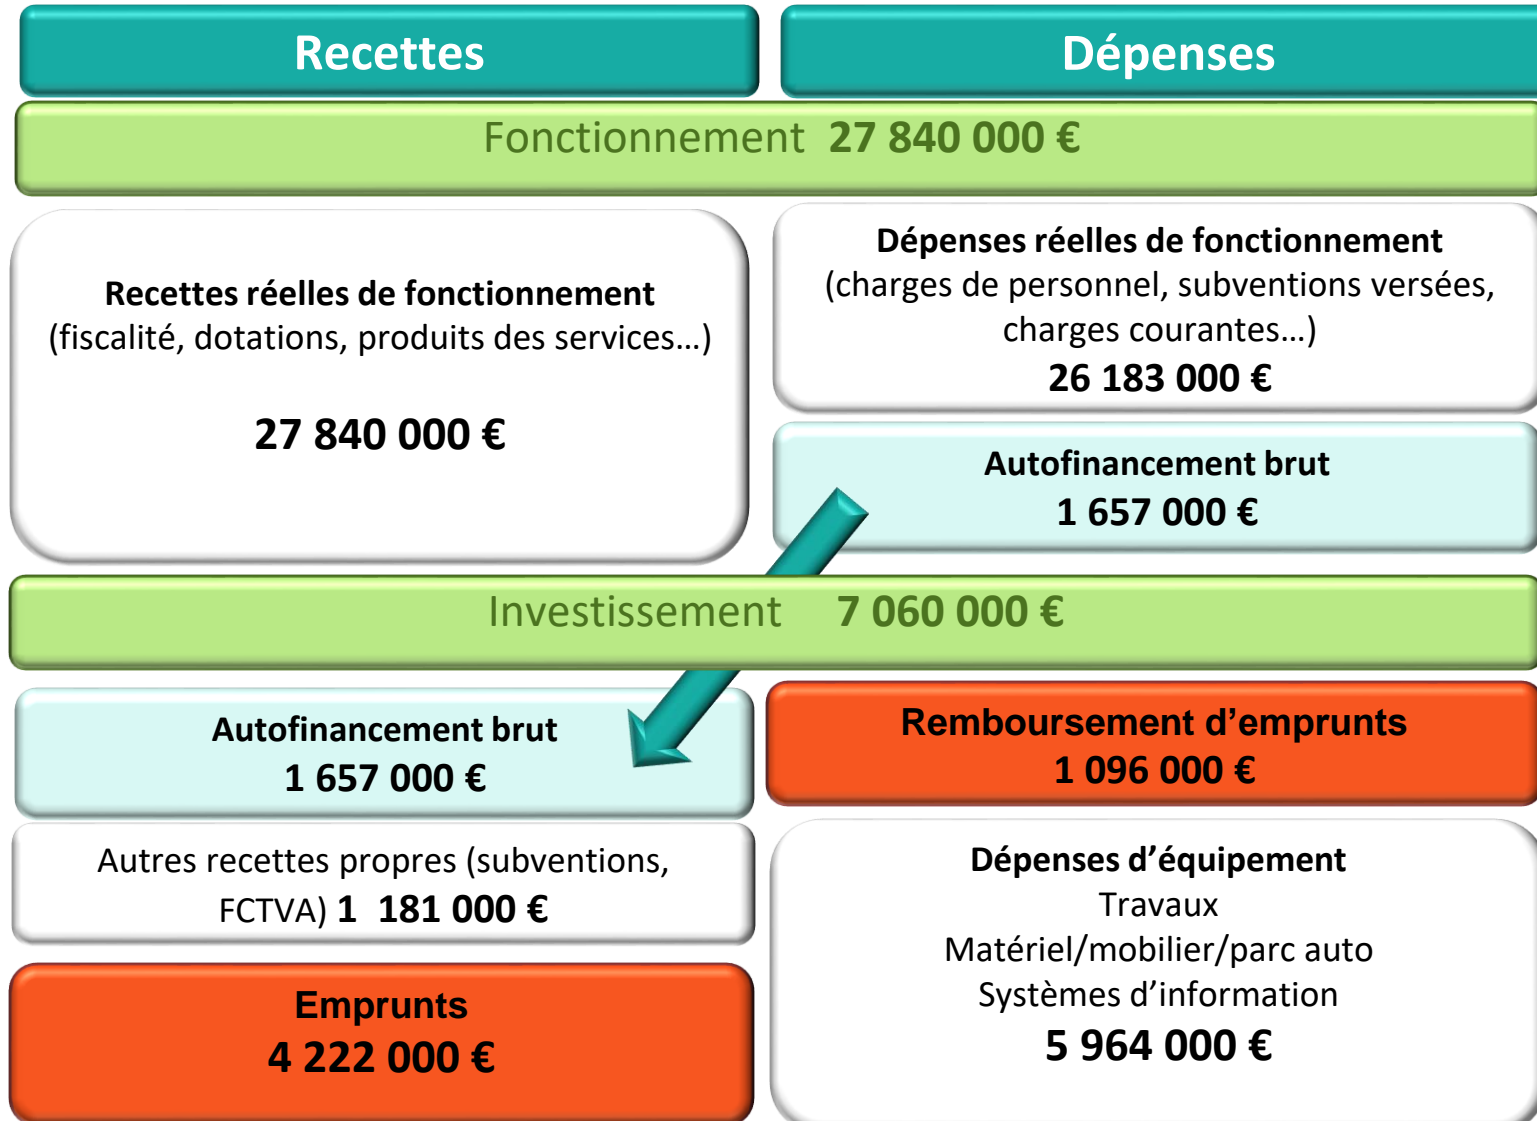 Recettes
Dépenses
Fonctionnement 27 840 000 €
Recettes réelles de fonctionnement
(fiscalité, dotations, produits des services…)
27 840 000 €
Dépenses réelles de fonctionnement
(charges de personnel, subventions versées,
charges courantes…)
26 183 000 €
Autofinancement brut
1 657 000 €
Investissement 7 060 000 €
Autofinancement brut
1 657 000 €
Autres recettes propres (subventions,
FCTVA) 1 181 000 €
Emprunts
4 222 000 €
Remboursement d’emprunts
1 096 000 €
Dépenses d’équipement
Travaux
Matériel/mobilier/parc auto
Systèmes d’information
5 964 000 €